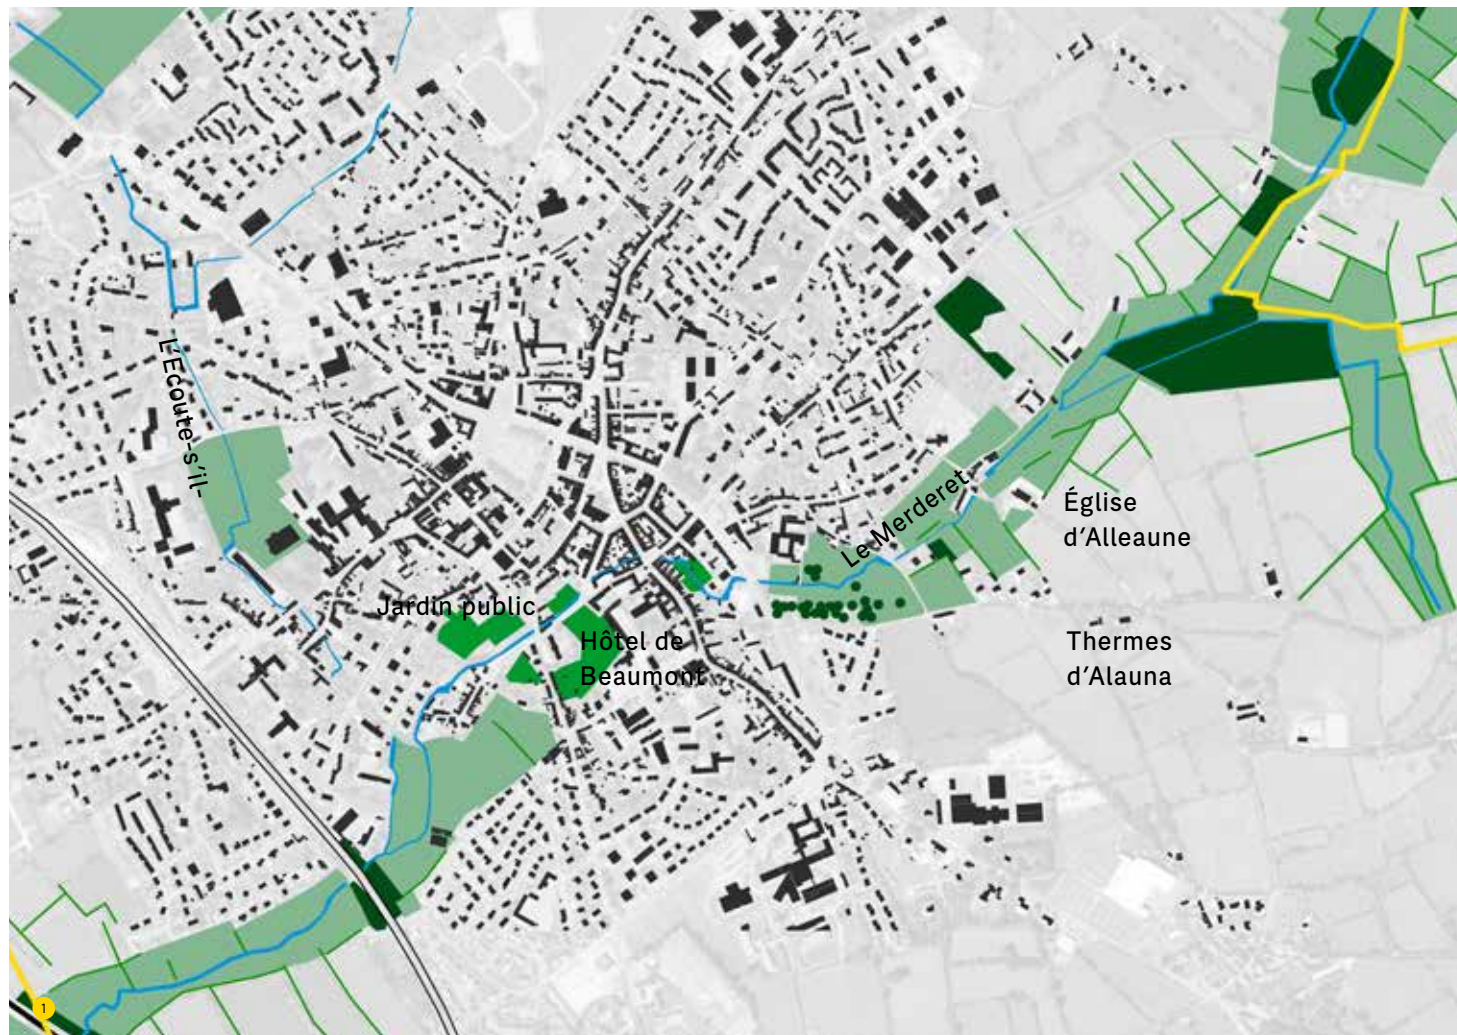 L'Ecoute-s'il-
Le Merderet
Église
d'Alleaune
Jardin public
Hôtel de
Beaumont
Thermes
d'Alauna
1